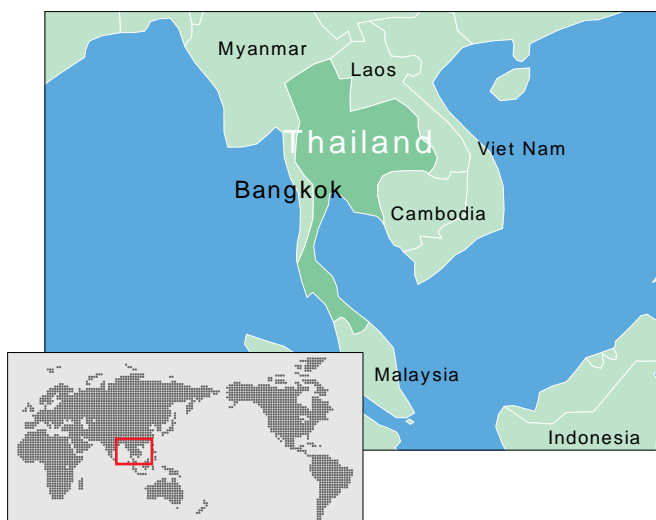 Myanmar
Laos
Thailand
Viet Nam
Bangkok
Cambodia
Malaysia
Indonesia